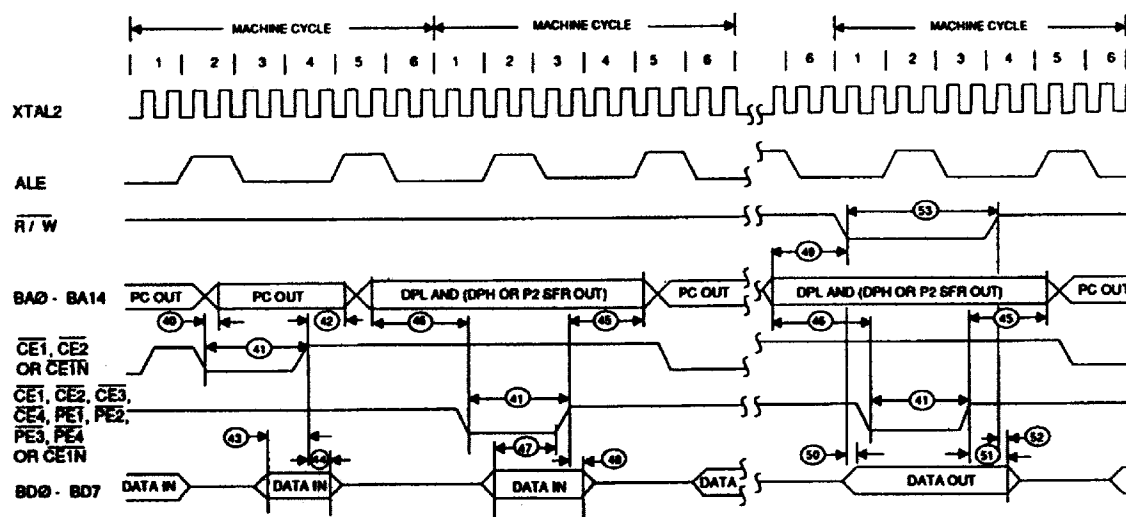 MACHINE CYCLE MACHINE CYCLE MACHINE CYCLE
1 2 3 4 5 6 1 2 3 4 5 6 6 1 2 3 4 5 6
XTAL2
ALE
R / W 53
49
BAØ - BA14 PC OUT PC OUT DPL AND (DPH OR P2 SFR OUT) PC OUT DPL AND (DPH OR P2 SFR OUT) PC OUT
40 42 46 45 46 45
CE1, CE2 41
OR CE1N
CE1, CE2, CE3, 41 41
CE4, PE1, PE2,
PE3, PE4 43 47 52
OR CE1N 44 48 50 51
BDØ - BD7 DATA IN DATA IN DATA IN DATA DATA OUT